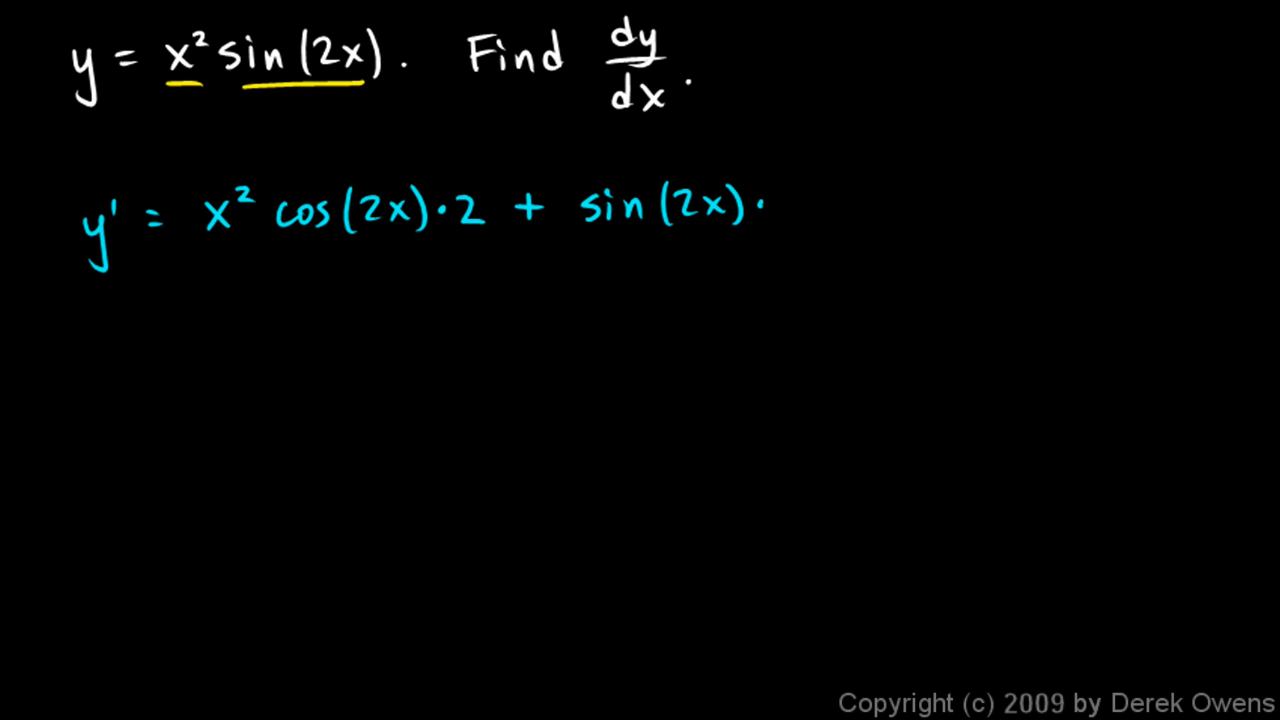 y = x² sin(2x). Find dy/dx.
y' = x² cos(2x)·2 + sin(2x)·
Copyright (c) 2009 by Derek Owens